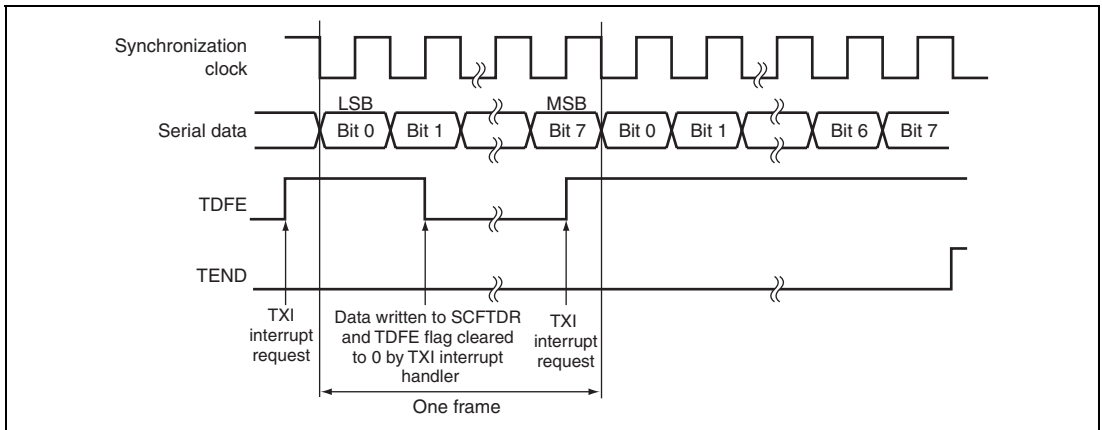 Synchronization
clock
LSB
MSB
Serial data
Bit 0
Bit 1
Bit 7
Bit 0
Bit 1
Bit 6
Bit 7
TDFE
TEND
TXI
interrupt
request
Data written to SCFTDR
and TDFE flag cleared
to 0 by TXI interrupt
handler
TXI
interrupt
request
One frame